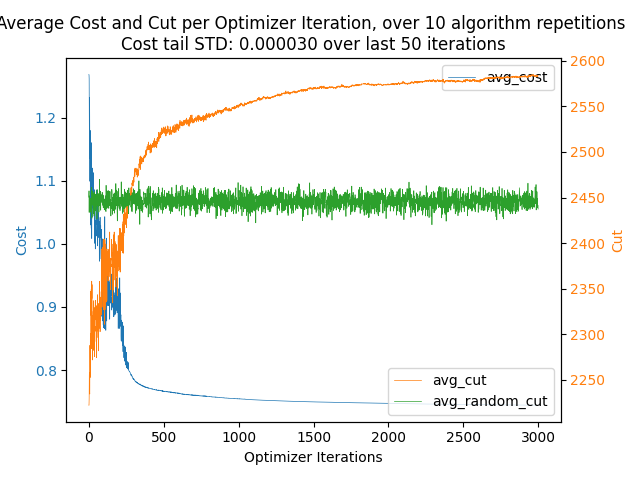 Average Cost and Cut per Optimizer Iteration, over 10 algorithm repetitions
Cost tail STD: 0.000030 over last 50 iterations
avg_cost
2600
2550
2500
2450
2400
2350
2300
2250
Cut
1.2
1.1
1.0
0.9
0.8
Cost
avg_cut
avg_random_cut
0 500 1000 1500 2000 2500 3000
Optimizer Iterations